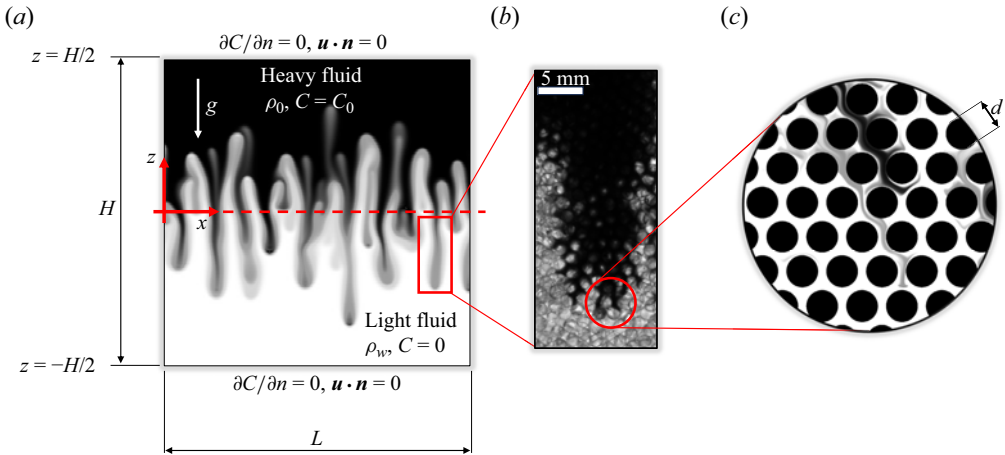 (a)
(b)
(c)
∂C/∂n = 0, u · n = 0
z = H/2
Heavy fluid
ρ0, C = C0
g
5 mm
d
z
H
x
Light fluid
ρw, C = 0
z = −H/2
∂C/∂n = 0, u · n = 0
L